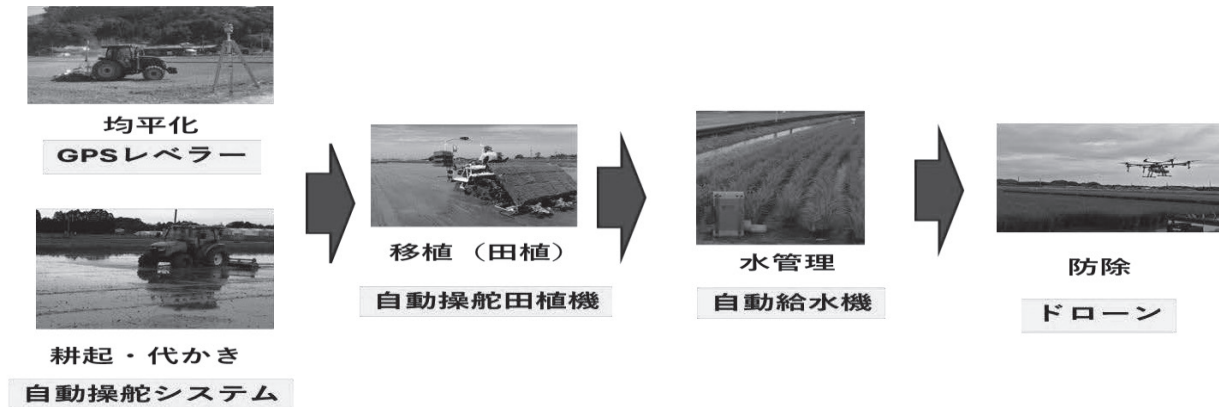 均平化
GPSレベラー
耕起・代かき
自動操舵システム
移植（田植）
自動操舵田植機
水管理
自動給水機
防除
ドローン